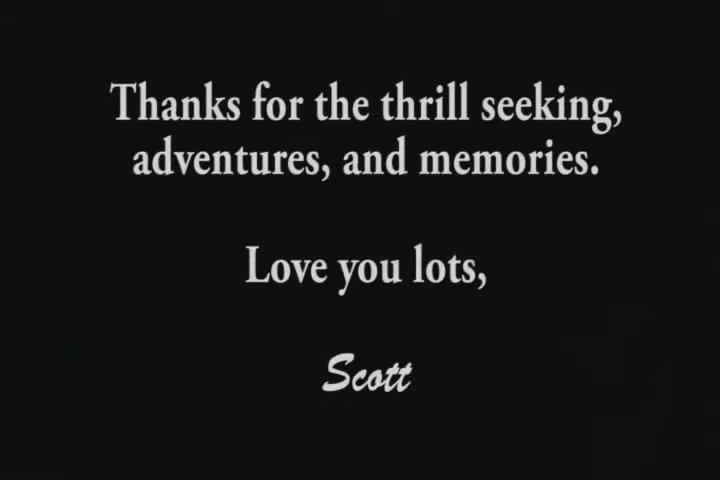 Thanks for the thrill seeking,
adventures, and memories.
Love you lots,
Scott